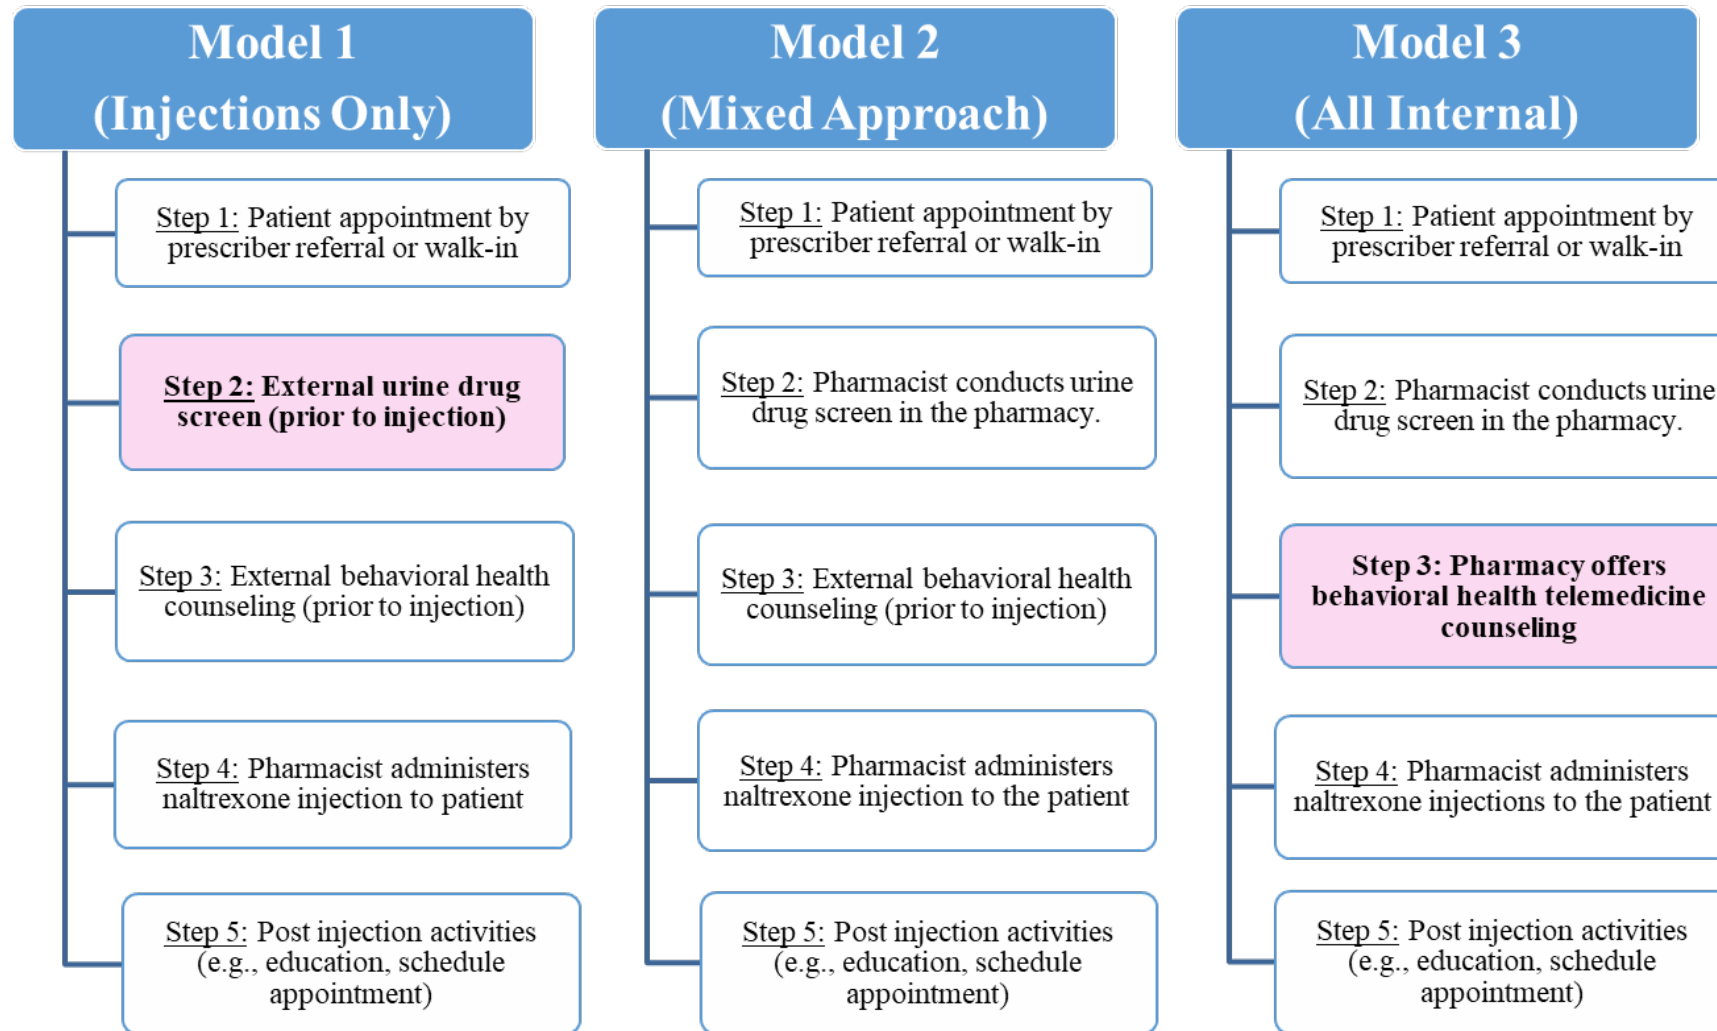 Model 1
(Injections Only)
Step 1: Patient appointment by
prescriber referral or walk-in
Step 2: External urine drug
screen (prior to injection)
Step 3: External behavioral health
counseling (prior to injection)
Step 4: Pharmacist administers
naltrexone injection to patient
Step 5: Post injection activities
(e.g., education, schedule
appointment)
Model 2
(Mixed Approach)
Step 1: Patient appointment by
prescriber referral or walk-in
Step 2: Pharmacist conducts urine
drug screen in the pharmacy.
Step 3: External behavioral health
counseling (prior to injection)
Step 4: Pharmacist administers
naltrexone injection to the patient
Step 5: Post injection activities
(e.g., education, schedule
appointment)
Model 3
(All Internal)
Step 1: Patient appointment by
prescriber referral or walk-in
Step 2: Pharmacist conducts urine
drug screen in the pharmacy.
Step 3: Pharmacy offers
behavioral health telemedicine
counseling
Step 4: Pharmacist administers
naltrexone injections to the patient
Step 5: Post injection activities
(e.g., education, schedule
appointment)